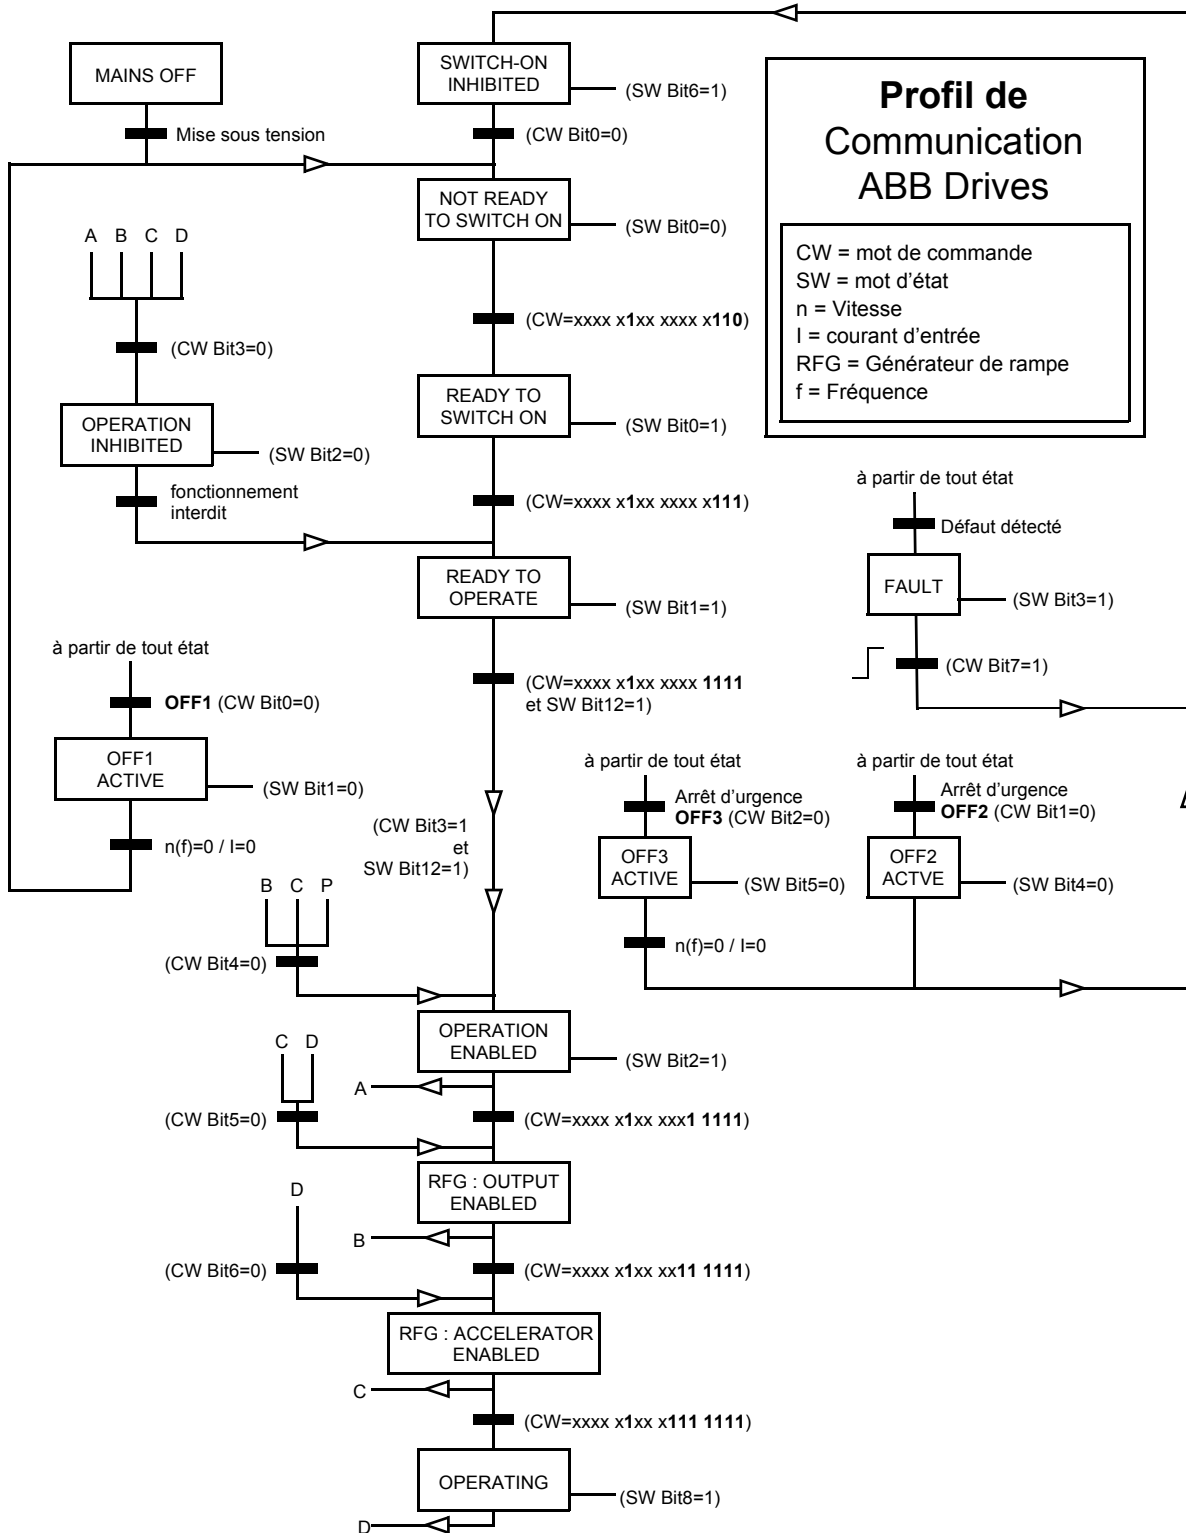 MAINS OFF
Mise sous tension
SWITCH-ON
INHIBITED
(SW Bit6=1)
(CW Bit0=0)
NOT READY
TO SWITCH ON
(SW Bit0=0)
Profil de
Communication
ABB Drives
CW = mot de commande
SW = mot d'état
n = Vitesse
I = courant d'entrée
RFG = Générateur de rampe
f = Fréquence
A B C D
(CW Bit3=0)
OPERATION
INHIBITED
(SW Bit2=0)
fonctionnement
interdit
(CW=xxxx x1xx xxxx x110)
READY TO
SWITCH ON
(SW Bit0=1)
(CW=xxxx x1xx xxxx x111)
READY TO
OPERATE
(SW Bit1=1)
(CW=xxxx x1xx xxxx 1111
et SW Bit12=1)
à partir de tout état
Défaut détecté
FAULT
(SW Bit3=1)
(CW Bit7=1)
à partir de tout état
OFF1 (CW Bit0=0)
OFF1
ACTIVE
(SW Bit1=0)
n(f)=0 / I=0
(CW Bit3=1
et
SW Bit12=1)
à partir de tout état
Arrêt d'urgence
OFF3 (CW Bit2=0)
OFF3
ACTIVE
(SW Bit5=0)
n(f)=0 / I=0
à partir de tout état
Arrêt d'urgence
OFF2 (CW Bit1=0)
OFF2
ACTVE
(SW Bit4=0)
B C P
(CW Bit4=0)
OPERATION
ENABLED
(SW Bit2=1)
A
C D
(CW Bit5=0)
(CW=xxxx x1xx xxx1 1111)
RFG : OUTPUT
ENABLED
B
D
(CW Bit6=0)
(CW=xxxx x1xx xx11 1111)
RFG : ACCELERATOR
ENABLED
C
(CW=xxxx x1xx x111 1111)
OPERATING
(SW Bit8=1)
D